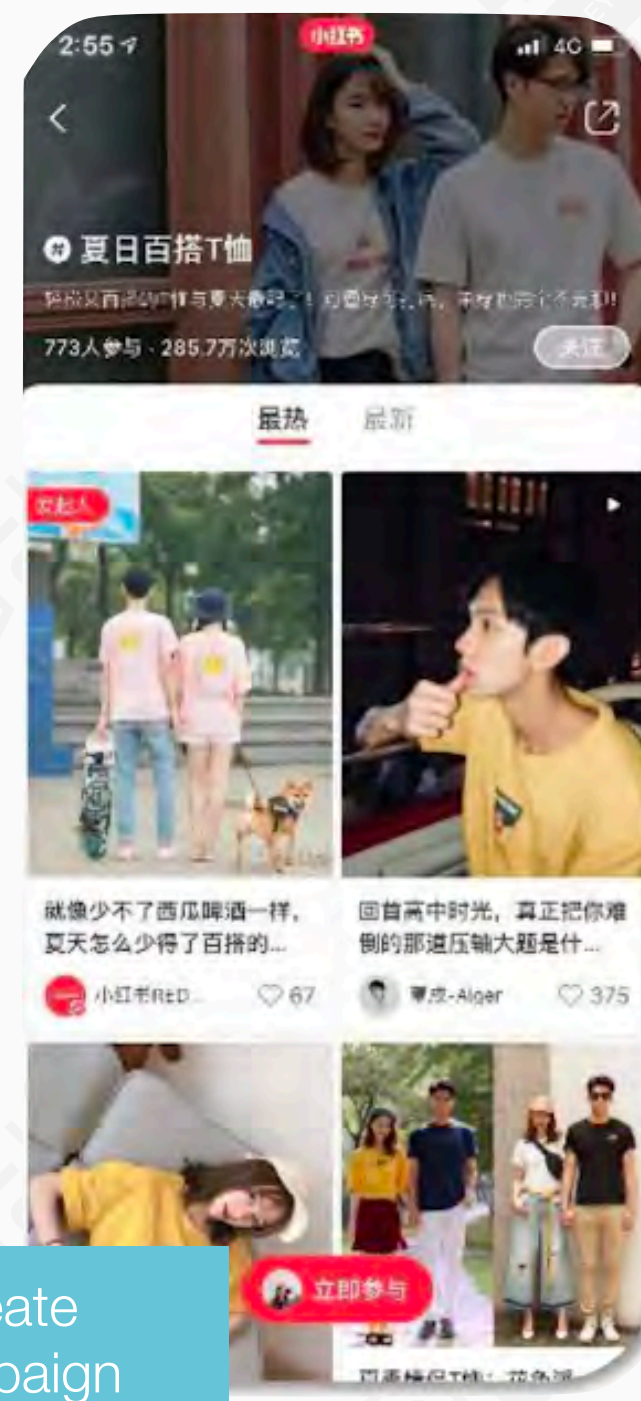 2:55
小红书
4G
夏日百搭T恤
773人参与 · 285.7万次浏览
关注
最热
最新
发起人
就像少不了西瓜啤酒一样,
夏天怎么少得了百搭的...
小红书RED...
67
回首高中时光,真正把你难
倒的那道压轴大题是什...
375
立即参与
eate
paign